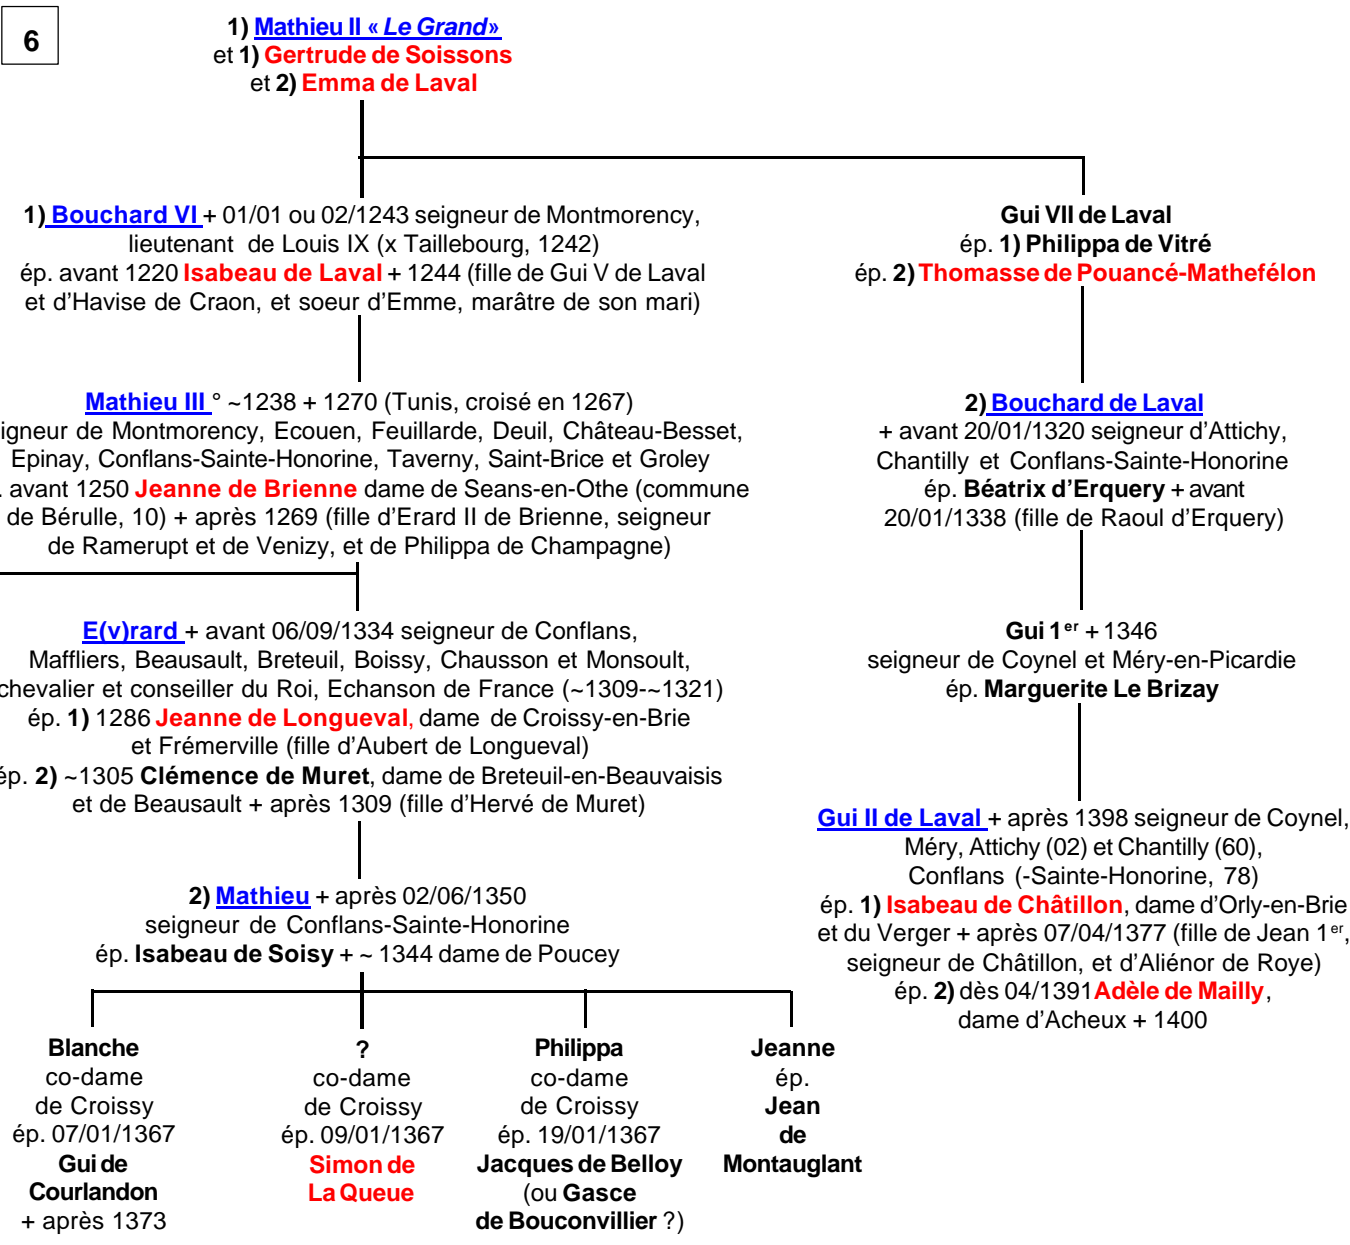 6
1) Mathieu II « Le Grand»
et 1) Gertrude de Soissons
et 2) Emma de Laval
1) Bouchard VI + 01/01 ou 02/1243 seigneur de Montmorency,
lieutenant de Louis IX (x Taillebourg, 1242)
ép. avant 1220 Isabeau de Laval + 1244 (fille de Gui V de Laval
et d’Havise de Craon, et soeur d’Emme, marâtre de son mari)
Gui VII de Laval
ép. 1) Philippa de Vitré
ép. 2) Thomasse de Pouancé-Mathefélon
Mathieu III ° ~1238 + 1270 (Tunis, croisé en 1267)
igneur de Montmorency, Ecouen, Feuillarde, Deuil, Château-Besset,
Epinay, Conflans-Sainte-Honorine, Taverny, Saint-Brice et Groley
. avant 1250 Jeanne de Brienne dame de Seans-en-Othe (commune
de Bérulle, 10) + après 1269 (fille d’Erard II de Brienne, seigneur
de Ramerupt et de Venizy, et de Philippa de Champagne)
2) Bouchard de Laval
+ avant 20/01/1320 seigneur d’Attichy,
Chantilly et Conflans-Sainte-Honorine
ép. Béatrix d’Erquery + avant
20/01/1338 (fille de Raoul d’Erquery)
E(v)rard + avant 06/09/1334 seigneur de Conflans,
Maffliers, Beausault, Breteuil, Boissy, Chausson et Monsoult,
chevalier et conseiller du Roi, Echanson de France (~1309-~1321)
ép. 1) 1286 Jeanne de Longueval, dame de Croissy-en-Brie
et Frémerville (fille d’Aubert de Longueval)
ép. 2) ~1305 Clémence de Muret, dame de Breteuil-en-Beauvaisis
et de Beausault + après 1309 (fille d’Hervé de Muret)
Gui 1er + 1346
seigneur de Coynel et Méry-en-Picardie
ép. Marguerite Le Brizay
Gui II de Laval + après 1398 seigneur de Coynel,
Méry, Attichy (02) et Chantilly (60),
Conflans (-Sainte-Honorine, 78)
ép. 1) Isabeau de Châtillon, dame d’Orly-en-Brie
et du Verger + après 07/04/1377 (fille de Jean 1er,
seigneur de Châtillon, et d’Aliénor de Roye)
ép. 2) dès 04/1391 Adèle de Mailly,
dame d’Acheux + 1400
2) Mathieu + après 02/06/1350
seigneur de Conflans-Sainte-Honorine
ép. Isabeau de Soisy + ~ 1344 dame de Poucey
Blanche
co-dame
de Croissy
ép. 07/01/1367
Gui de
Courlandon
+ après 1373
?
co-dame
de Croissy
ép. 09/01/1367
Simon de
La Queue
Philippa
co-dame
de Croissy
ép. 19/01/1367
Jacques de Belloy
(ou Gasce
de Bouconvillier ?)
Jeanne
ép.
Jean
de
Montauglant